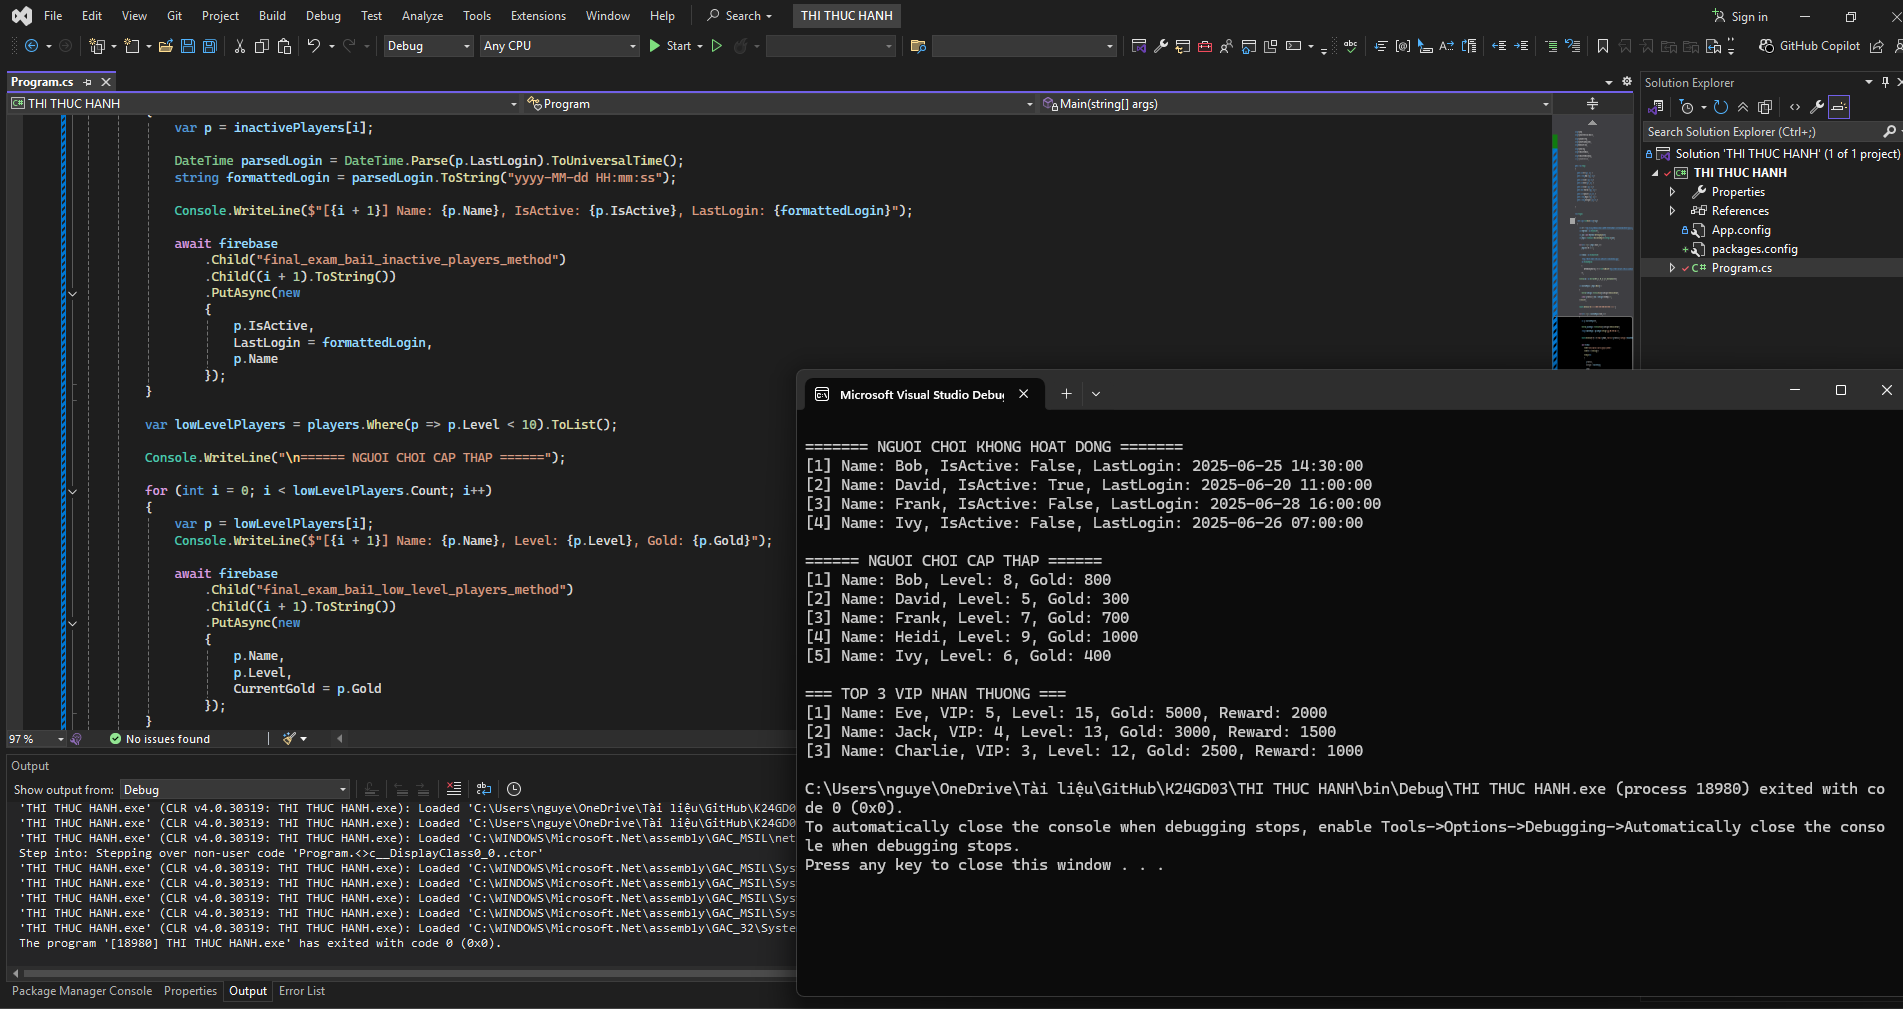 File Edit View Git Project Build Debug Test Analyze Tools Extensions Window Help Search THI THUC HANH Sign in
Debug Any CPU Start GitHub Copilot
Program.cs
C# THI THUC HANH Program Main(string[] args)
var p = inactivePlayers[i];
DateTime parsedLogin = DateTime.Parse(p.LastLogin).ToUniversalTime();
string formattedLogin = parsedLogin.ToString("yyyy-MM-dd HH:mm:ss");
Console.WriteLine($"[{i + 1}] Name: {p.Name}, IsActive: {p.IsActive}, LastLogin: {formattedLogin}");
await firebase
.Child("final_exam_bai1_inactive_players_method")
.Child((i + 1).ToString())
.PutAsync(new
{
p.IsActive,
LastLogin = formattedLogin,
p.Name
});
}
var lowLevelPlayers = players.Where(p => p.Level < 10).ToList();
Console.WriteLine("\n====== NGUOI CHOI CAP THAP ======");
for (int i = 0; i < lowLevelPlayers.Count; i++)
{
var p = lowLevelPlayers[i];
Console.WriteLine($"[{i + 1}] Name: {p.Name}, Level: {p.Level}, Gold: {p.Gold}");
await firebase
.Child("final_exam_bai1_low_level_players_method")
.Child((i + 1).ToString())
.PutAsync(new
{
p.Name,
p.Level,
CurrentGold = p.Gold
});
}
97 % No issues found
Output
Show output from: Debug
'THI THUC HANH.exe' (CLR v4.0.30319: THI THUC HANH.exe): Loaded 'C:\Users\nguye\OneDrive\Tài liệu\GitHub\K24GD0
'THI THUC HANH.exe' (CLR v4.0.30319: THI THUC HANH.exe): Loaded 'C:\Users\nguye\OneDrive\Tài liệu\GitHub\K24GD0
'THI THUC HANH.exe' (CLR v4.0.30319: THI THUC HANH.exe): Loaded 'C:\WINDOWS\Microsoft.Net\assembly\GAC_MSIL\net
Step into: Stepping over non-user code 'Program.<>c__DisplayClass0_0..ctor'
'THI THUC HANH.exe' (CLR v4.0.30319: THI THUC HANH.exe): Loaded 'C:\WINDOWS\Microsoft.Net\assembly\GAC_MSIL\Sys
'THI THUC HANH.exe' (CLR v4.0.30319: THI THUC HANH.exe): Loaded 'C:\WINDOWS\Microsoft.Net\assembly\GAC_MSIL\Sys
'THI THUC HANH.exe' (CLR v4.0.30319: THI THUC HANH.exe): Loaded 'C:\WINDOWS\Microsoft.Net\assembly\GAC_MSIL\Sys
'THI THUC HANH.exe' (CLR v4.0.30319: THI THUC HANH.exe): Loaded 'C:\WINDOWS\Microsoft.Net\assembly\GAC_MSIL\Sys
'THI THUC HANH.exe' (CLR v4.0.30319: THI THUC HANH.exe): Loaded 'C:\WINDOWS\Microsoft.Net\assembly\GAC_32\Syste
The program '[18980] THI THUC HANH.exe' has exited with code 0 (0x0).
Package Manager Console Properties Output Error List
Solution Explorer
Search Solution Explorer (Ctrl+;)
Solution 'THI THUC HANH' (1 of 1 project)
C# THI THUC HANH
Properties
References
App.config
packages.config
C# Program.cs
Microsoft Visual Studio Debug
======= NGUOI CHOI KHONG HOAT DONG =======
[1] Name: Bob, IsActive: False, LastLogin: 2025-06-25 14:30:00
[2] Name: David, IsActive: True, LastLogin: 2025-06-20 11:00:00
[3] Name: Frank, IsActive: False, LastLogin: 2025-06-28 16:00:00
[4] Name: Ivy, IsActive: False, LastLogin: 2025-06-26 07:00:00
====== NGUOI CHOI CAP THAP ======
[1] Name: Bob, Level: 8, Gold: 800
[2] Name: David, Level: 5, Gold: 300
[3] Name: Frank, Level: 7, Gold: 700
[4] Name: Heidi, Level: 9, Gold: 1000
[5] Name: Ivy, Level: 6, Gold: 400
=== TOP 3 VIP NHAN THUONG ===
[1] Name: Eve, VIP: 5, Level: 15, Gold: 5000, Reward: 2000
[2] Name: Jack, VIP: 4, Level: 13, Gold: 3000, Reward: 1500
[3] Name: Charlie, VIP: 3, Level: 12, Gold: 2500, Reward: 1000
C:\Users\nguye\OneDrive\Tài liệu\GitHub\K24GD03\THI THUC HANH\bin\Debug\THI THUC HANH.exe (process 18980) exited with co
de 0 (0x0).
To automatically close the console when debugging stops, enable Tools->Options->Debugging->Automatically close the conso
le when debugging stops.
Press any key to close this window . . .